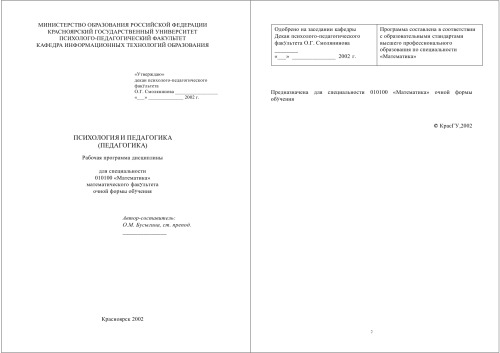 МИНИСТЕРСТВО ОБРАЗОВАНИЯ РОССИЙСКОЙ ФЕДЕРАЦИИ
КРАСНОЯРСКИЙ ГОСУДАРСТВЕННЫЙ УНИВЕРСИТЕТ
ПСИХОЛОГО-ПЕДАГОГИЧЕСКИЙ ФАКУЛЬТЕТ
КАФЕДРА ИНФОРМАЦИОННЫХ ТЕХНОЛОГИЙ ОБРАЗОВАНИЯ
«Утверждаю»
декан психолого-педагогического
факультета
О.Г. Смолянинова ________________
«___» ______________ 2002 г.
ПСИХОЛОГИЯ И ПЕДАГОГИКА
(ПЕДАГОГИКА)
Рабочая программа дисциплины
для специальности
010100 «Математика»
математического факультета
очной формы обучения
Автор-составитель:
О.М. Бусыгина, ст. препод.
________________
Красноярск 2002
Одобрено на заседании кафедры
Декан психолого-педагогического
факультета О.Г. Смолянинова
________
«___» ________________ 2002 г.
Программа составлена в соответствии
с образовательными стандартами
высшего профессионального
образования по специальности
«Математика»
Предназначена для специальности 010100 «Математика» очной формы
обучения
© КрасГУ,2002
2